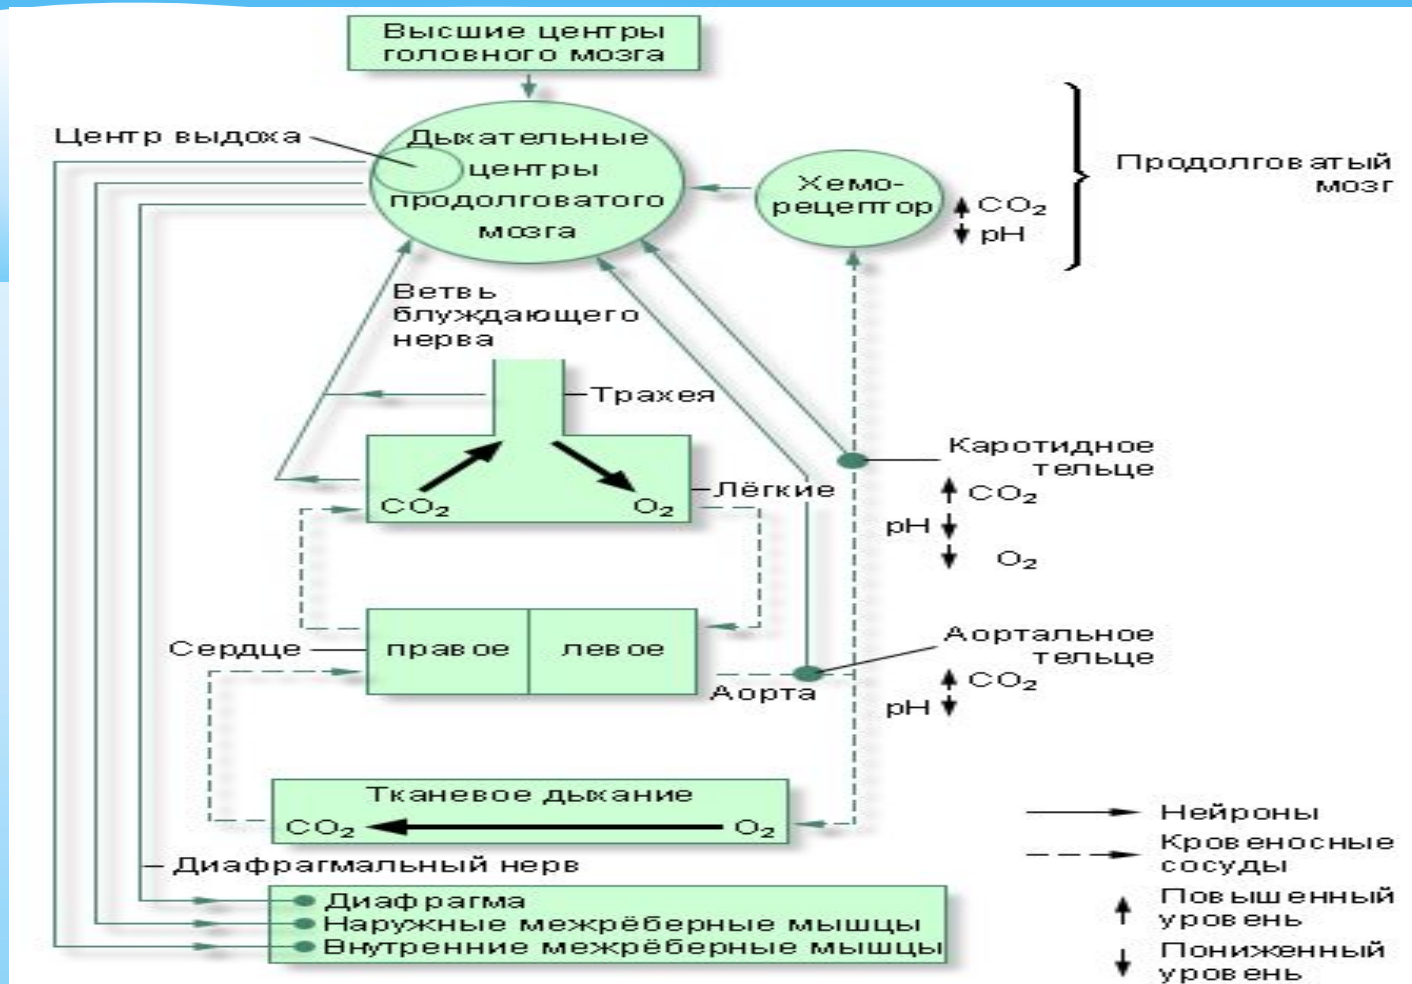 Высшие центры
головного мозга
Центр выдоха
Дыхательные
центры
продолговатого
мозга
Хемо-
рецептор
CO₂
pH
Продолговатый
мозг
Ветвь
блуждающего
нерва
Трахея
CO₂
O₂
Лёгкие
Каротидное
тельце
CO₂
pH
O₂
Сердце
правое
левое
Аорта
Аортальное
тельце
CO₂
pH
Тканевое дыхание
CO₂
O₂
Диафрагмальный нерв
Диафрагма
Наружные межрёберные мышцы
Внутренние межрёберные мышцы
Нейроны
Кровеносные
сосуды
Повышенный
уровень
Пониженный
уровень